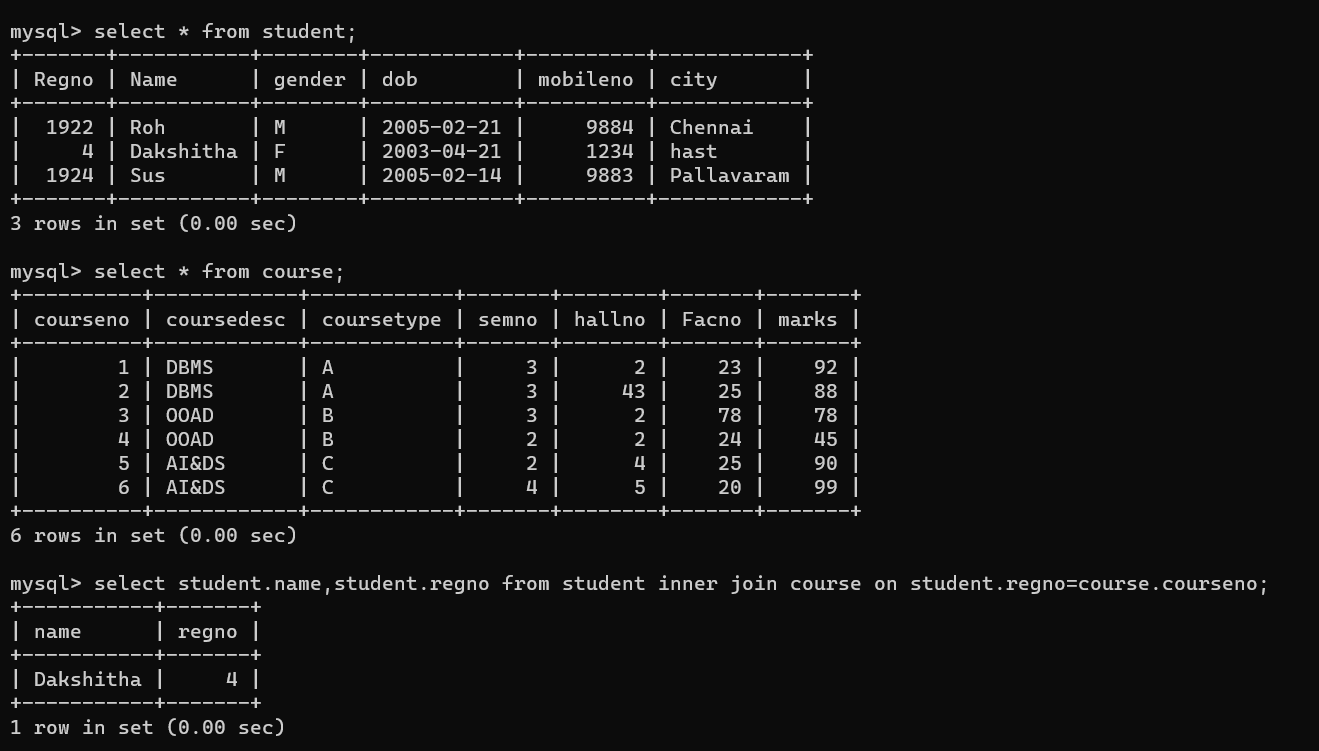 mysql> select * from student;
+-------+-----------+--------+------------+----------+------------+
| Regno | Name      | gender | dob        | mobileno | city       |
+-------+-----------+--------+------------+----------+------------+
|  1922 | Roh       | M      | 2005-02-21 |     9884 | Chennai    |
|     4 | Dakshitha | F      | 2003-04-21 |     1234 | hast       |
|  1924 | Sus       | M      | 2005-02-14 |     9883 | Pallavaram |
+-------+-----------+--------+------------+----------+------------+
3 rows in set (0.00 sec)

mysql> select * from course;
+----------+------------+------------+-------+--------+-------+-------+
| courseno | coursedesc | coursetype | semno | hallno | Facno | marks |
+----------+------------+------------+-------+--------+-------+-------+
|        1 | DBMS       | A          |     3 |      2 |    23 |    92 |
|        2 | DBMS       | A          |     3 |     43 |    25 |    88 |
|        3 | OOAD       | B          |     3 |      2 |    78 |    78 |
|        4 | OOAD       | B          |     2 |      2 |    24 |    45 |
|        5 | AI&DS      | C          |     2 |      4 |    25 |    90 |
|        6 | AI&DS      | C          |     4 |      5 |    20 |    99 |
+----------+------------+------------+-------+--------+-------+-------+
6 rows in set (0.00 sec)

mysql> select student.name,student.regno from student inner join course on student.regno=course.courseno;
+-----------+-------+
| name      | regno |
+-----------+-------+
| Dakshitha |     4 |
+-----------+-------+
1 row in set (0.00 sec)